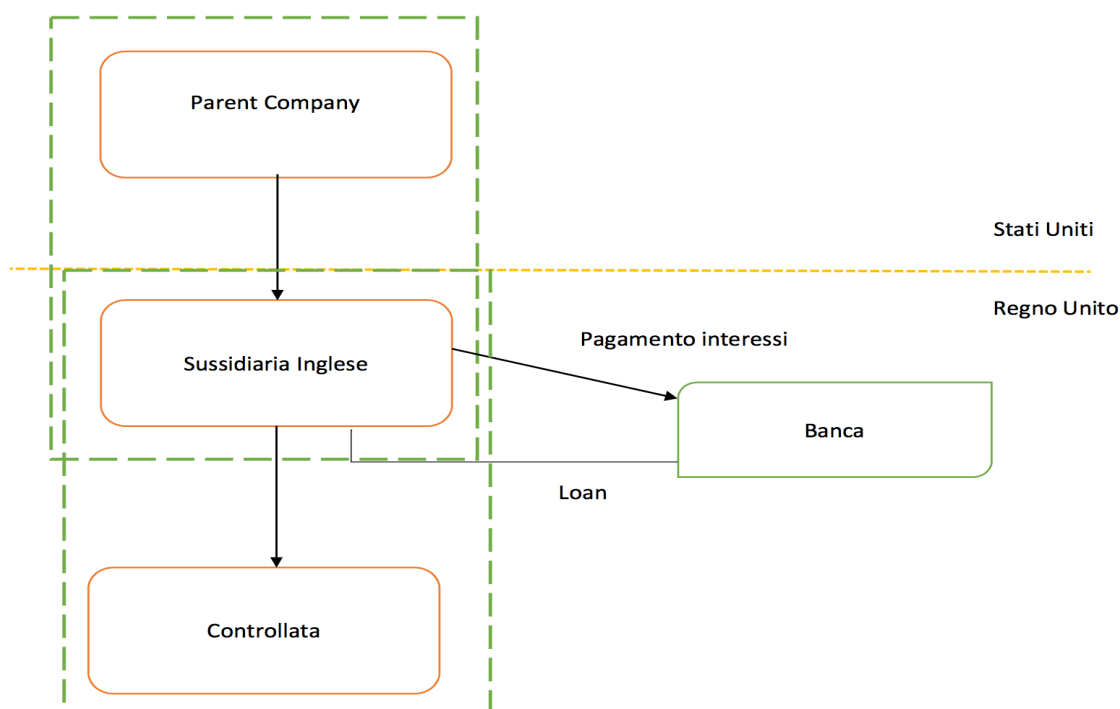 Parent Company
Stati Uniti
Regno Unito
Pagamento interessi
Sussidiaria Inglese
Banca
Loan
Controllata